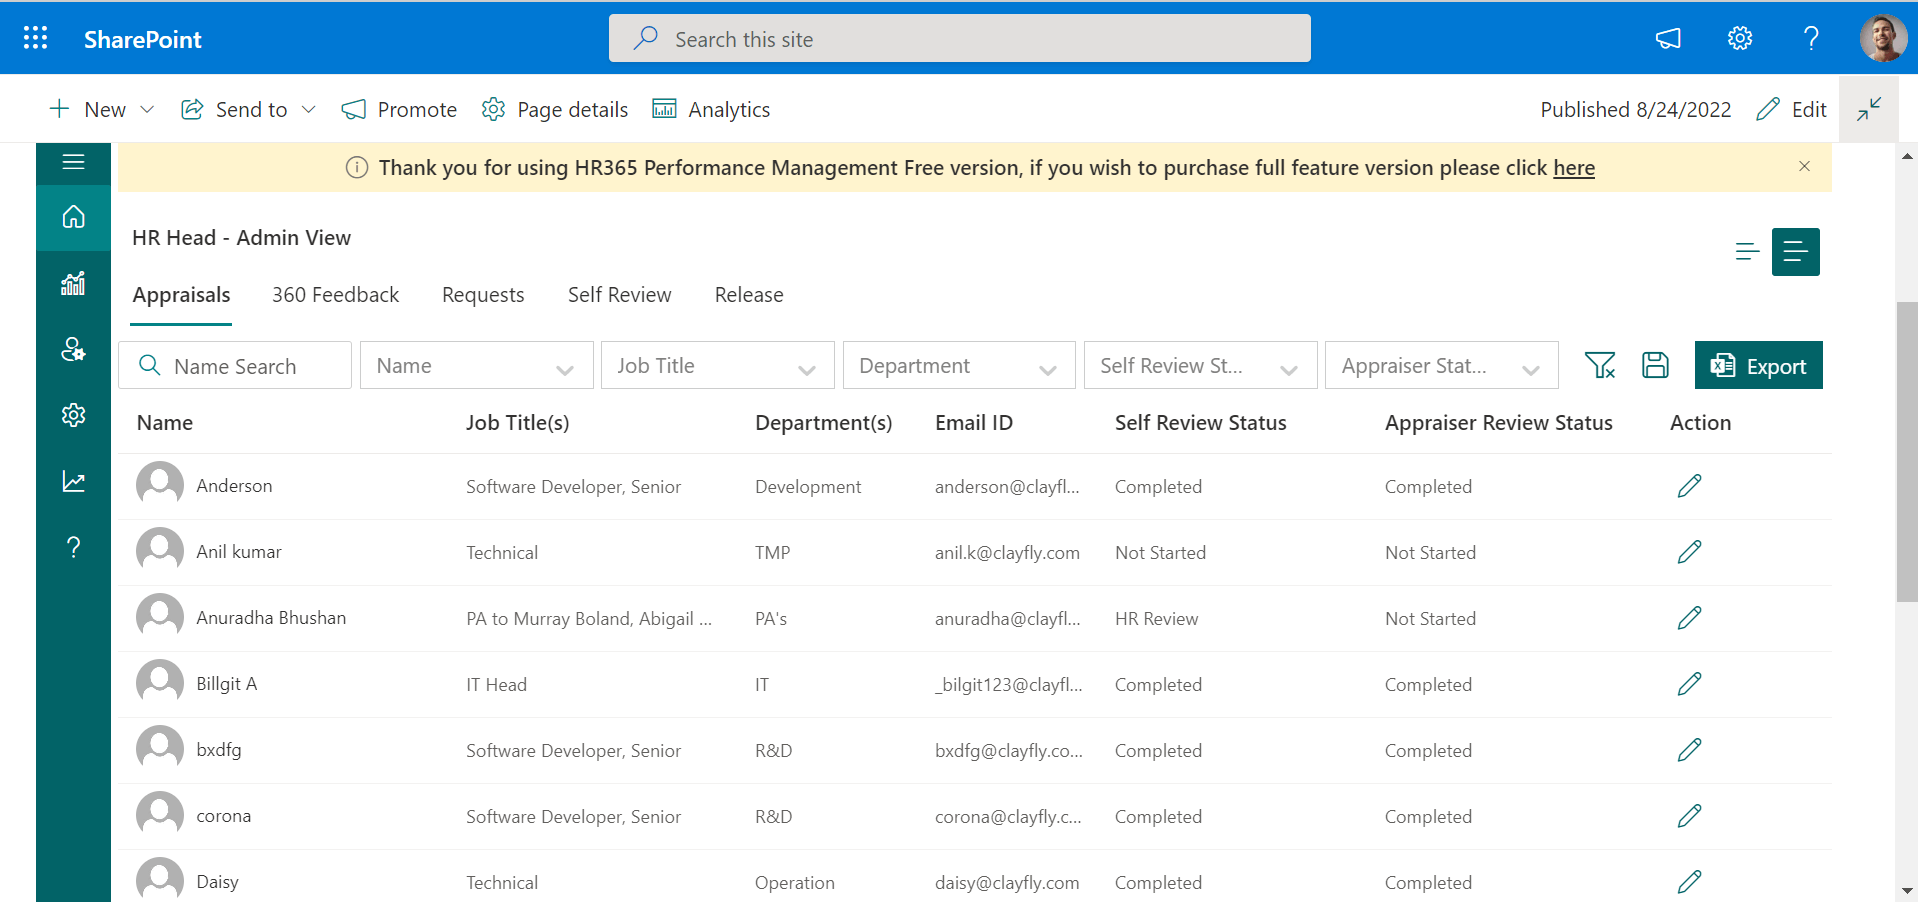 SharePoint
Search this site
New
Send to
Promote
Page details
Analytics
Published 8/24/2022
Edit
Thank you for using HR365 Performance Management Free version, if you wish to purchase full feature version please click here
HR Head - Admin View
Appraisals
360 Feedback
Requests
Self Review
Release
Name Search
Name
Job Title
Department
Self Review St...
Appraiser Stat...
Export
Name Job Title(s) Department(s) Email ID Self Review Status Appraiser Review Status Action
Anderson Software Developer, Senior Development anderson@clayfl... Completed Completed
Anil kumar Technical TMP anil.k@clayfly.com Not Started Not Started
Anuradha Bhushan PA to Murray Boland, Abigail ... PA's anuradha@clayfl... HR Review Not Started
Billgit A IT Head IT _bilgit123@clayfl... Completed Completed
bxdfg Software Developer, Senior R&D bxdfg@clayfly.co... Completed Completed
corona Software Developer, Senior R&D corona@clayfly.c... Completed Completed
Daisy Technical Operation daisy@clayfly.com Completed Completed